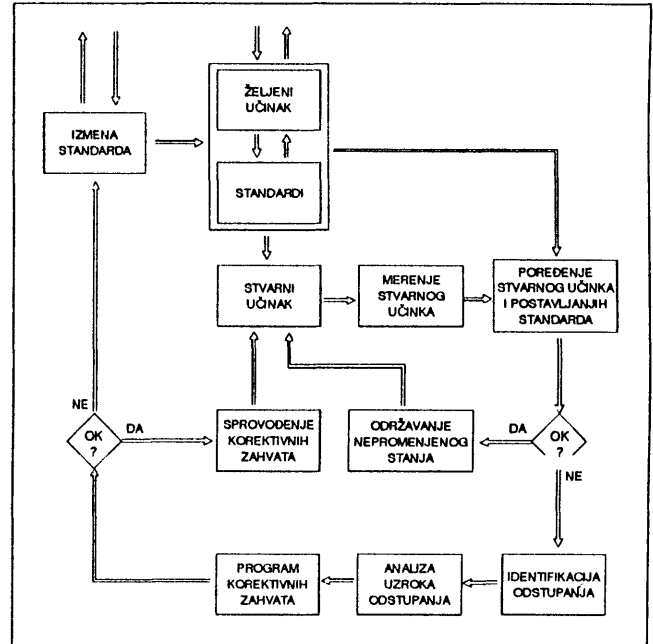 ŽELJENI
UČINAK
IZMENA
STANDARDA
STANDARDI
STVARNI
UČINAK
MERENJE
STVARNOG
UČINKA
POREĐENJE
STVARNOG UČINKA
I POSTAVLJANJIH
STANDARDA
NE
OK
?
DA
SPROVOĐENJE
KOREKTIVNIH
ZAHVATA
ODRŽAVANJE
NEPROMENJENOG
STANJA
DA
OK
?
NE
PROGRAM
KOREKTIVNIH
ZAHVATA
ANALIZA
UZROKA
ODSTUPANJA
IDENTIFIKACIJA
ODSTUPANJA